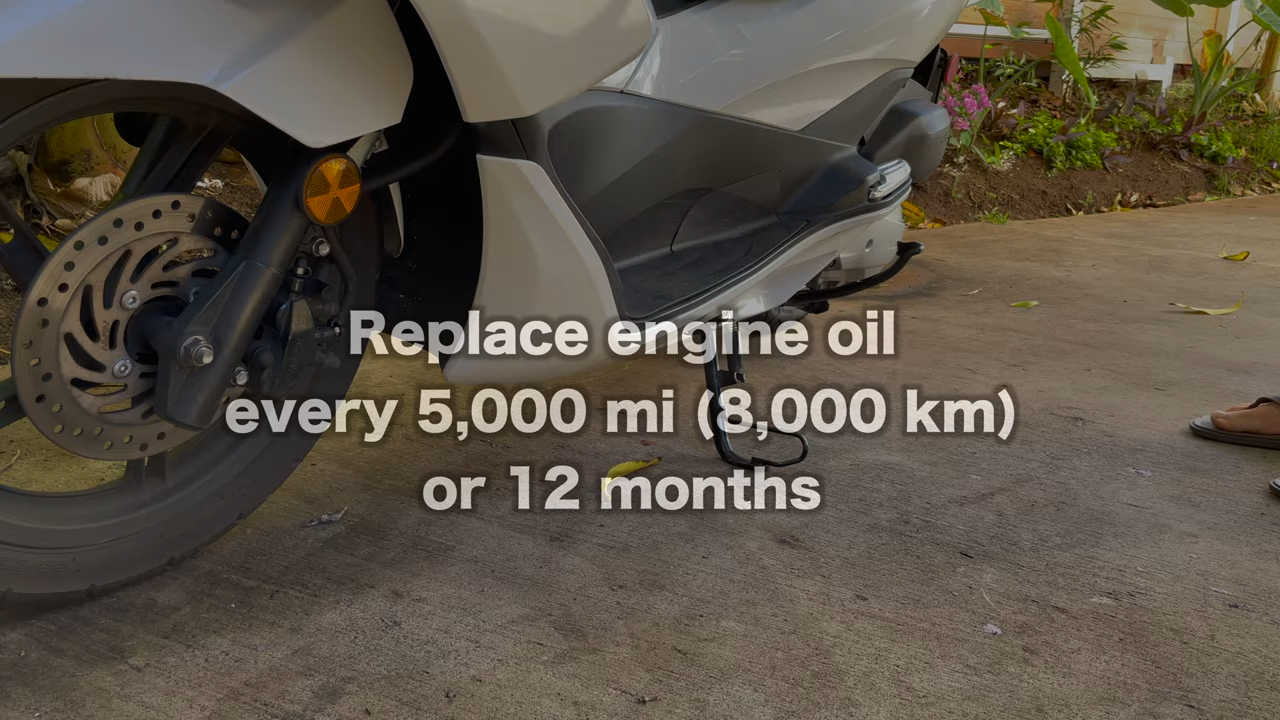 Replace engine oil
every 5,000 mi (8,000 km)
or 12 months